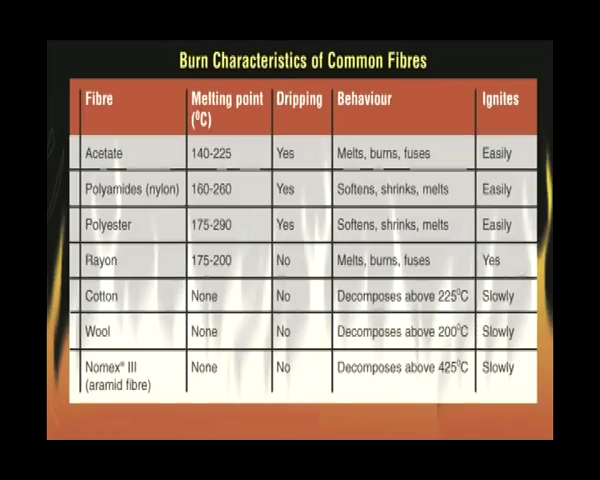 Burn Characteristics of Common Fibres
Fibre Melting point (⁰C) Dripping Behaviour Ignites
Acetate 140-225 Yes Melts, burns, fuses Easily
Polyamides (nylon) 160-260 Yes Softens, shrinks, melts Easily
Polyester 175-290 Yes Softens, shrinks, melts Easily
Rayon 175-200 No Melts, burns, fuses Yes
Cotton None No Decomposes above 225⁰C Slowly
Wool None No Decomposes above 200⁰C Slowly
Nomex® III (aramid fibre) None No Decomposes above 425⁰C Slowly